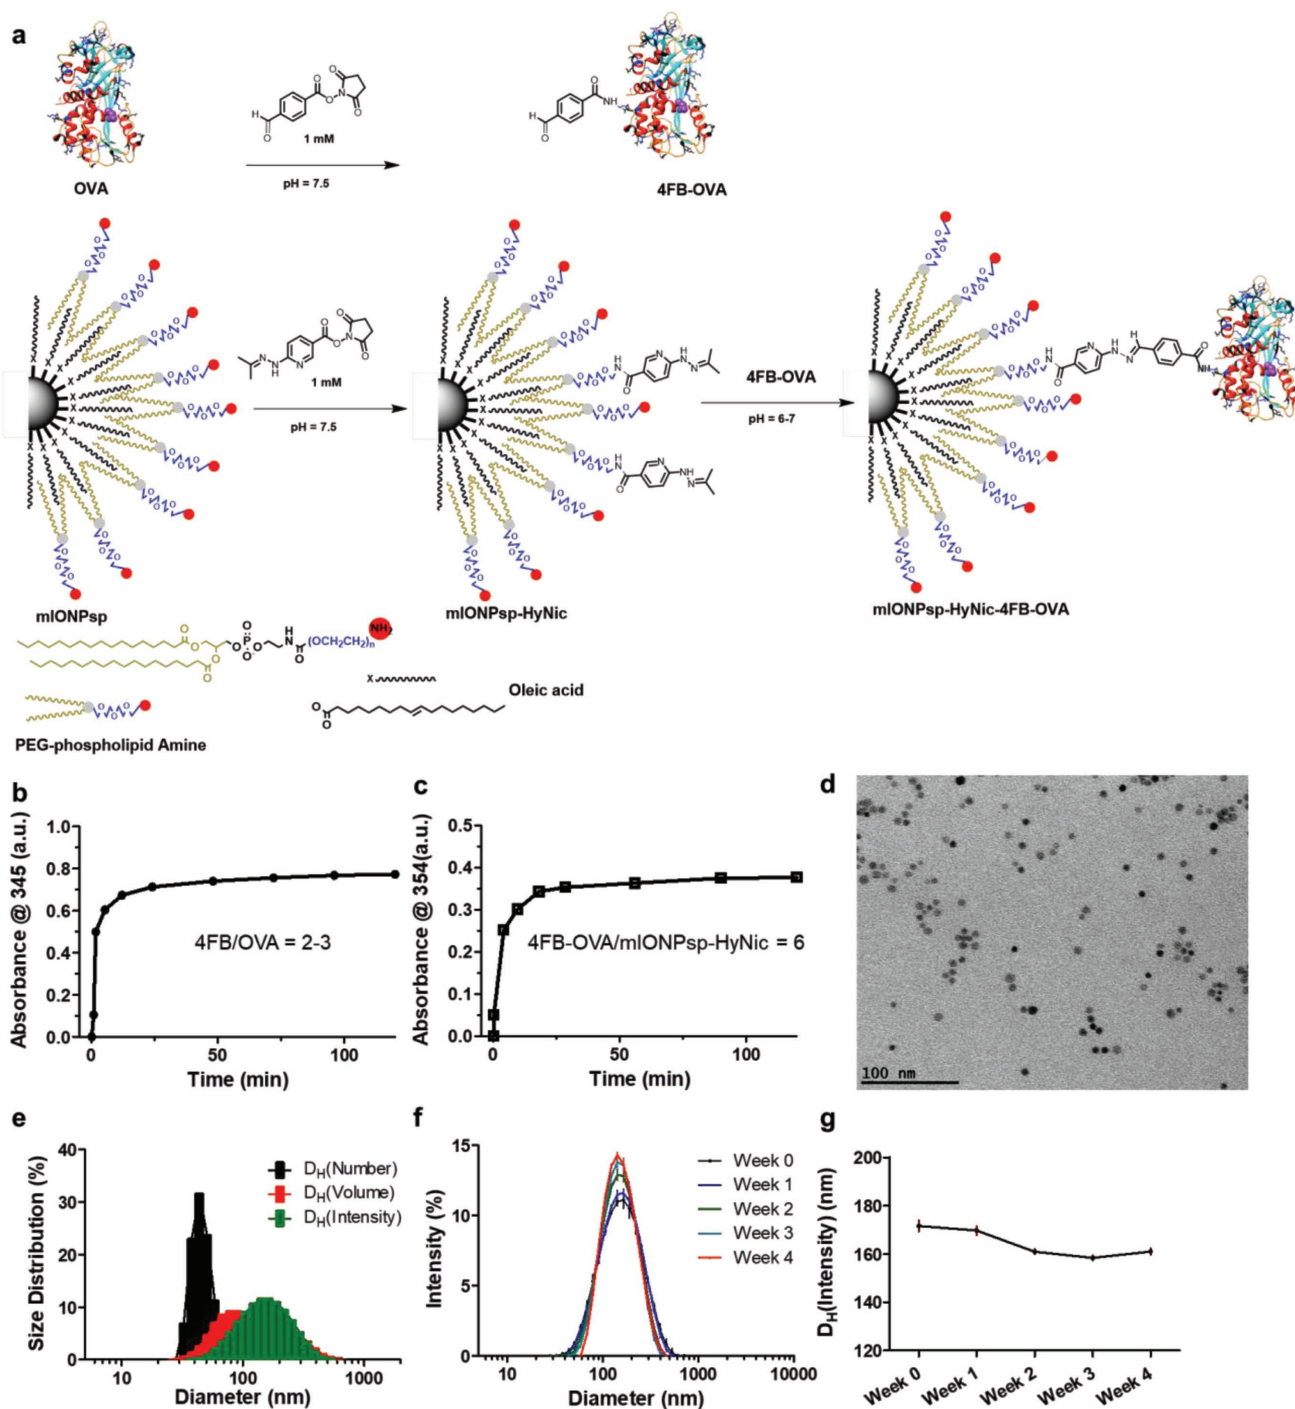 a
OVA
1 mM
pH = 7.5
4FB-OVA
1 mM
pH = 7.5
4FB-OVA
pH = 6-7
mIONPsp
mIONPsp-HyNic
mIONPsp-HyNic-4FB-OVA
NH2
(OCH2CH2)n
Oleic acid
PEG-phospholipid Amine
b
Absorbance @ 345 (a.u.)
1.0
0.8
0.6
0.4
0.2
0.0
4FB/OVA = 2-3
0
50
100
Time (min)
c
Absorbance @ 354(a.u.)
0.5
0.4
0.3
0.2
0.1
0.0
4FB-OVA/mIONPsp-HyNic = 6
0
50
100
Time (min)
d
100 nm
e
Size Distribution (%)
40
30
20
10
0
DH(Number)
DH(Volume)
DH(Intensity)
10
100
1000
Diameter (nm)
f
Intensity (%)
15
10
5
0
Week 0
Week 1
Week 2
Week 3
Week 4
10
100
1000
10000
Diameter (nm)
g
DH(Intensity) (nm)
200
180
160
140
120
Week 0
Week 1
Week 2
Week 3
Week 4